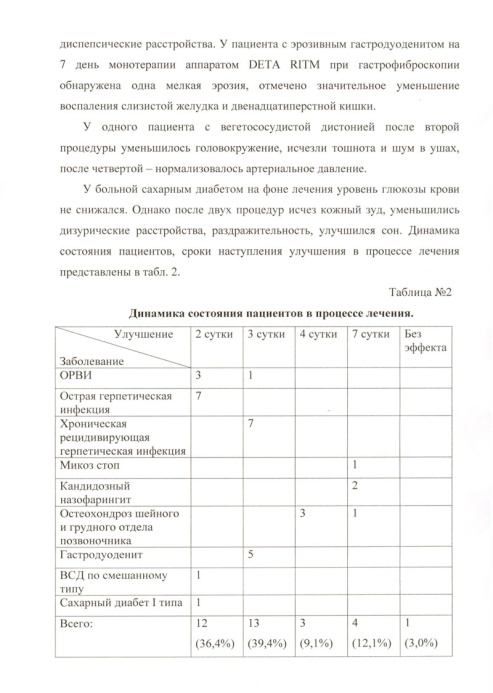 диспепсические расстройства. У пациента с эрозивным гастродуоденитом на
7 день монотерапии аппаратом DETA RITM при гастрофиброскопии
обнаружена одна мелкая эрозия, отмечено значительное уменьшение
воспаления слизистой желудка и двенадцатиперстной кишки.
У одного пациента с вегетососудистой дистонией после второй
процедуры уменьшилось головокружение, исчезли тошнота и шум в ушах,
после четвертой – нормализовалось артериальное давление.
У больной сахарным диабетом на фоне лечения уровень глюкозы крови
не снижался. Однако после двух процедур исчез кожный зуд, уменьшились
дизурические расстройства, раздражительность, улучшился сон. Динамика
состояния пациентов, сроки наступления улучшения в процессе лечения
представлены в табл. 2.
Таблица №2
Динамика состояния пациентов в процессе лечения.
Улучшение 2 сутки 3 сутки 4 сутки 7 сутки Без
эффекта
Заболевание
ОРВИ 3 1
Острая герпетическая 7
инфекция
Хроническая 7
рецидивирующая
герпетическая инфекция
Микоз стоп 1
Кандидозный 2
назофарингит
Остеохондроз шейного 3 1
и грудного отдела
позвоночника
Гастродуоденит 5
ВСД по смешанному 1
типу
Сахарный диабет I типа 1
Всего: 12 13 3 4 1
(36,4%) (39,4%) (9,1%) (12,1%) (3,0%)